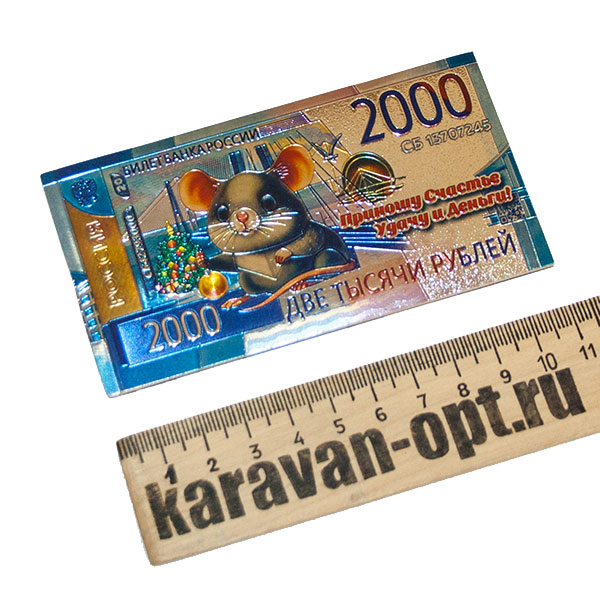 2000
СБ 15707245
БИЛЕТ БАНКА РОССИИ
Приношу Счастье
Удачу и Деньги!
ДВЕ ТЫСЯЧИ РУБЛЕЙ
2000
1 2 3 4 5 6 7 8 9 10 11
karavan-opt.ru